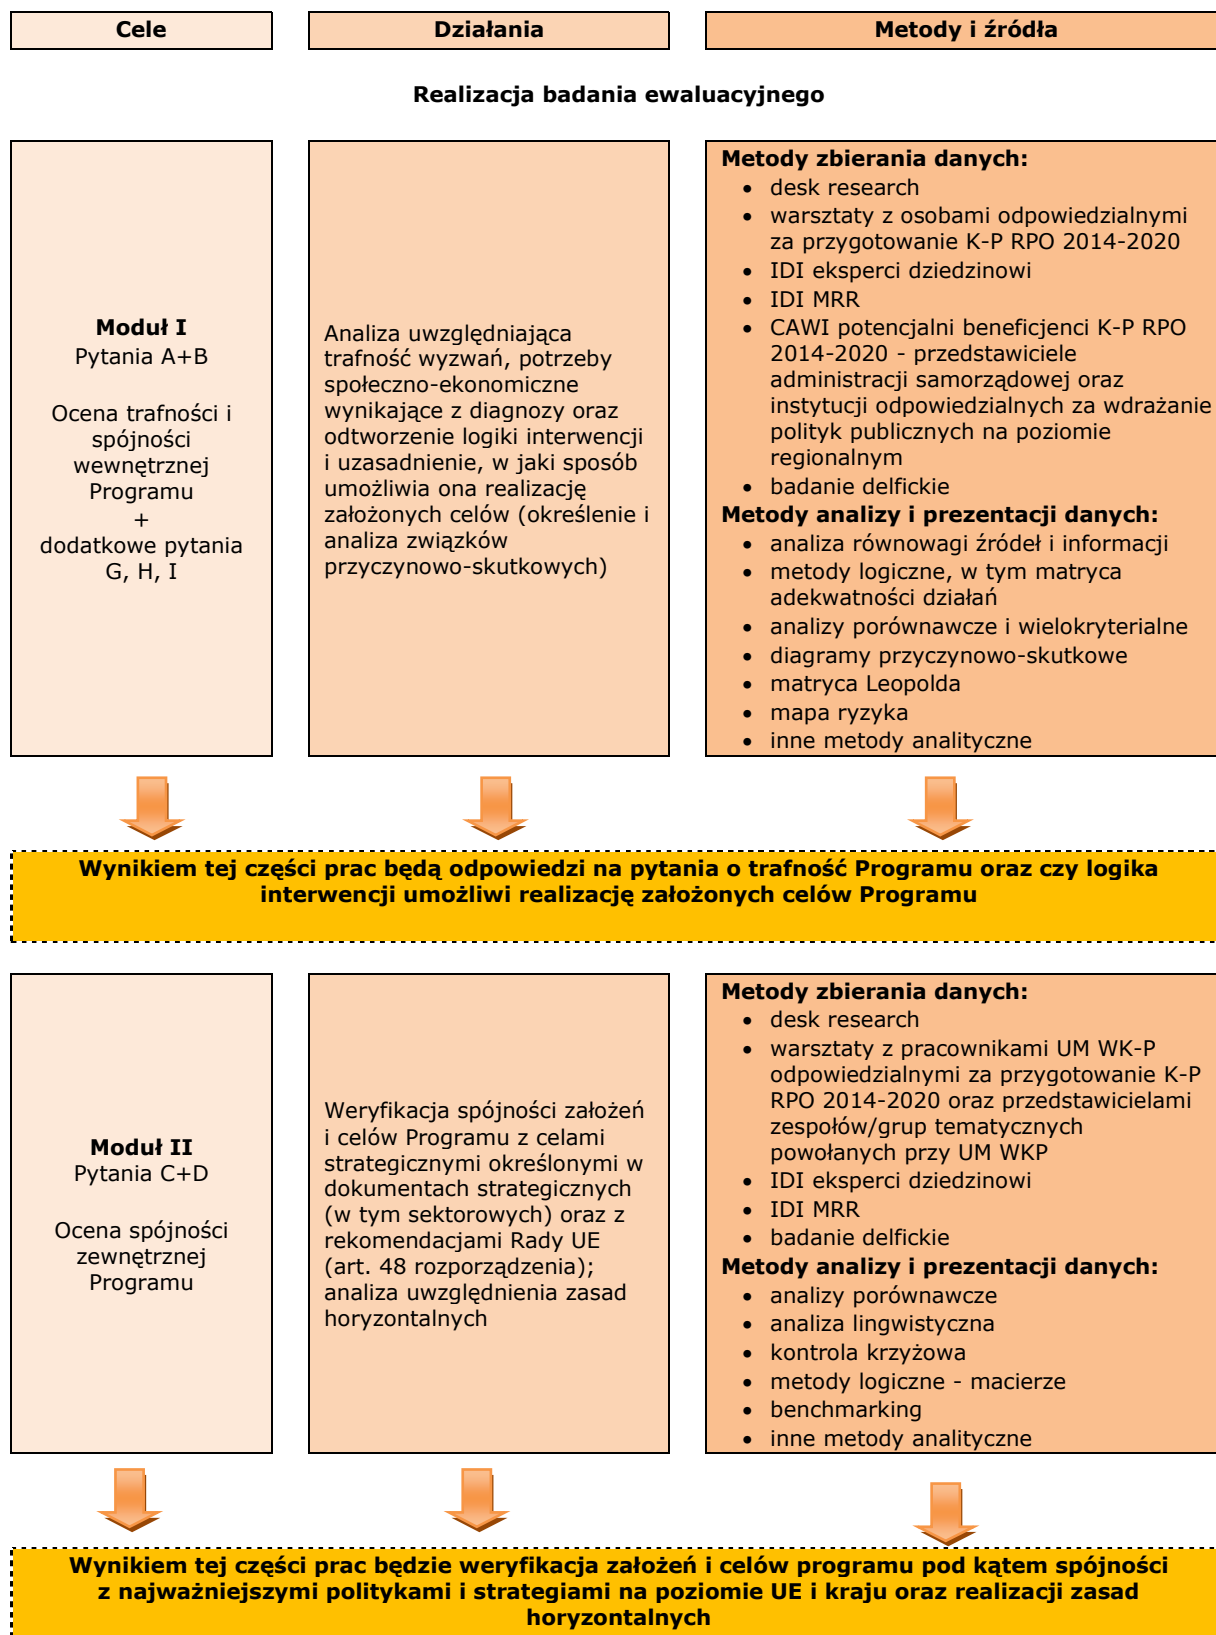 Cele
Działania
Metody i źródła
Realizacja badania ewaluacyjnego
Moduł I
Pytania A+B
Ocena trafności i
spójności
wewnętrznej
Programu
+
dodatkowe pytania
G, H, I
Analiza uwzględniająca
trafność wyzwań, potrzeby
społeczno-ekonomiczne
wynikające z diagnozy oraz
odtworzenie logiki interwencji
i uzasadnienie, w jaki sposób
umożliwia ona realizację
założonych celów (określenie i
analiza związków
przyczynowo-skutkowych)
Metody zbierania danych:
• desk research
• warsztaty z osobami odpowiedzialnymi
za przygotowanie K-P RPO 2014-2020
• IDI eksperci dziedzinowi
• IDI MRR
• CAWI potencjalni beneficjenci K-P RPO
2014-2020 - przedstawiciele
administracji samorządowej oraz
instytucji odpowiedzialnych za wdrażanie
polityk publicznych na poziomie
regionalnym
• badanie delfickie
Metody analizy i prezentacji danych:
• analiza równowagi źródeł i informacji
• metody logiczne, w tym matryca
adekwatności działań
• analizy porównawcze i wielokryterialne
• diagramy przyczynowo-skutkowe
• matryca Leopolda
• mapa ryzyka
• inne metody analityczne
Wynikiem tej części prac będą odpowiedzi na pytania o trafność Programu oraz czy logika
interwencji umożliwi realizację założonych celów Programu
Moduł II
Pytania C+D
Ocena spójności
zewnętrznej
Programu
Weryfikacja spójności założeń
i celów Programu z celami
strategicznymi określonymi w
dokumentach strategicznych
(w tym sektorowych) oraz z
rekomendacjami Rady UE
(art. 48 rozporządzenia);
analiza uwzględnienia zasad
horyzontalnych
Metody zbierania danych:
• desk research
• warsztaty z pracownikami UM WK-P
odpowiedzialnymi za przygotowanie K-P
RPO 2014-2020 oraz przedstawicielami
zespołów/grup tematycznych
powołanych przy UM WKP
• IDI eksperci dziedzinowi
• IDI MRR
• badanie delfickie
Metody analizy i prezentacji danych:
• analizy porównawcze
• analiza lingwistyczna
• kontrola krzyżowa
• metody logiczne - macierze
• benchmarking
• inne metody analityczne
Wynikiem tej części prac będzie weryfikacja założeń i celów programu pod kątem spójności
z najważniejszymi politykami i strategiami na poziomie UE i kraju oraz realizacji zasad
horyzontalnych